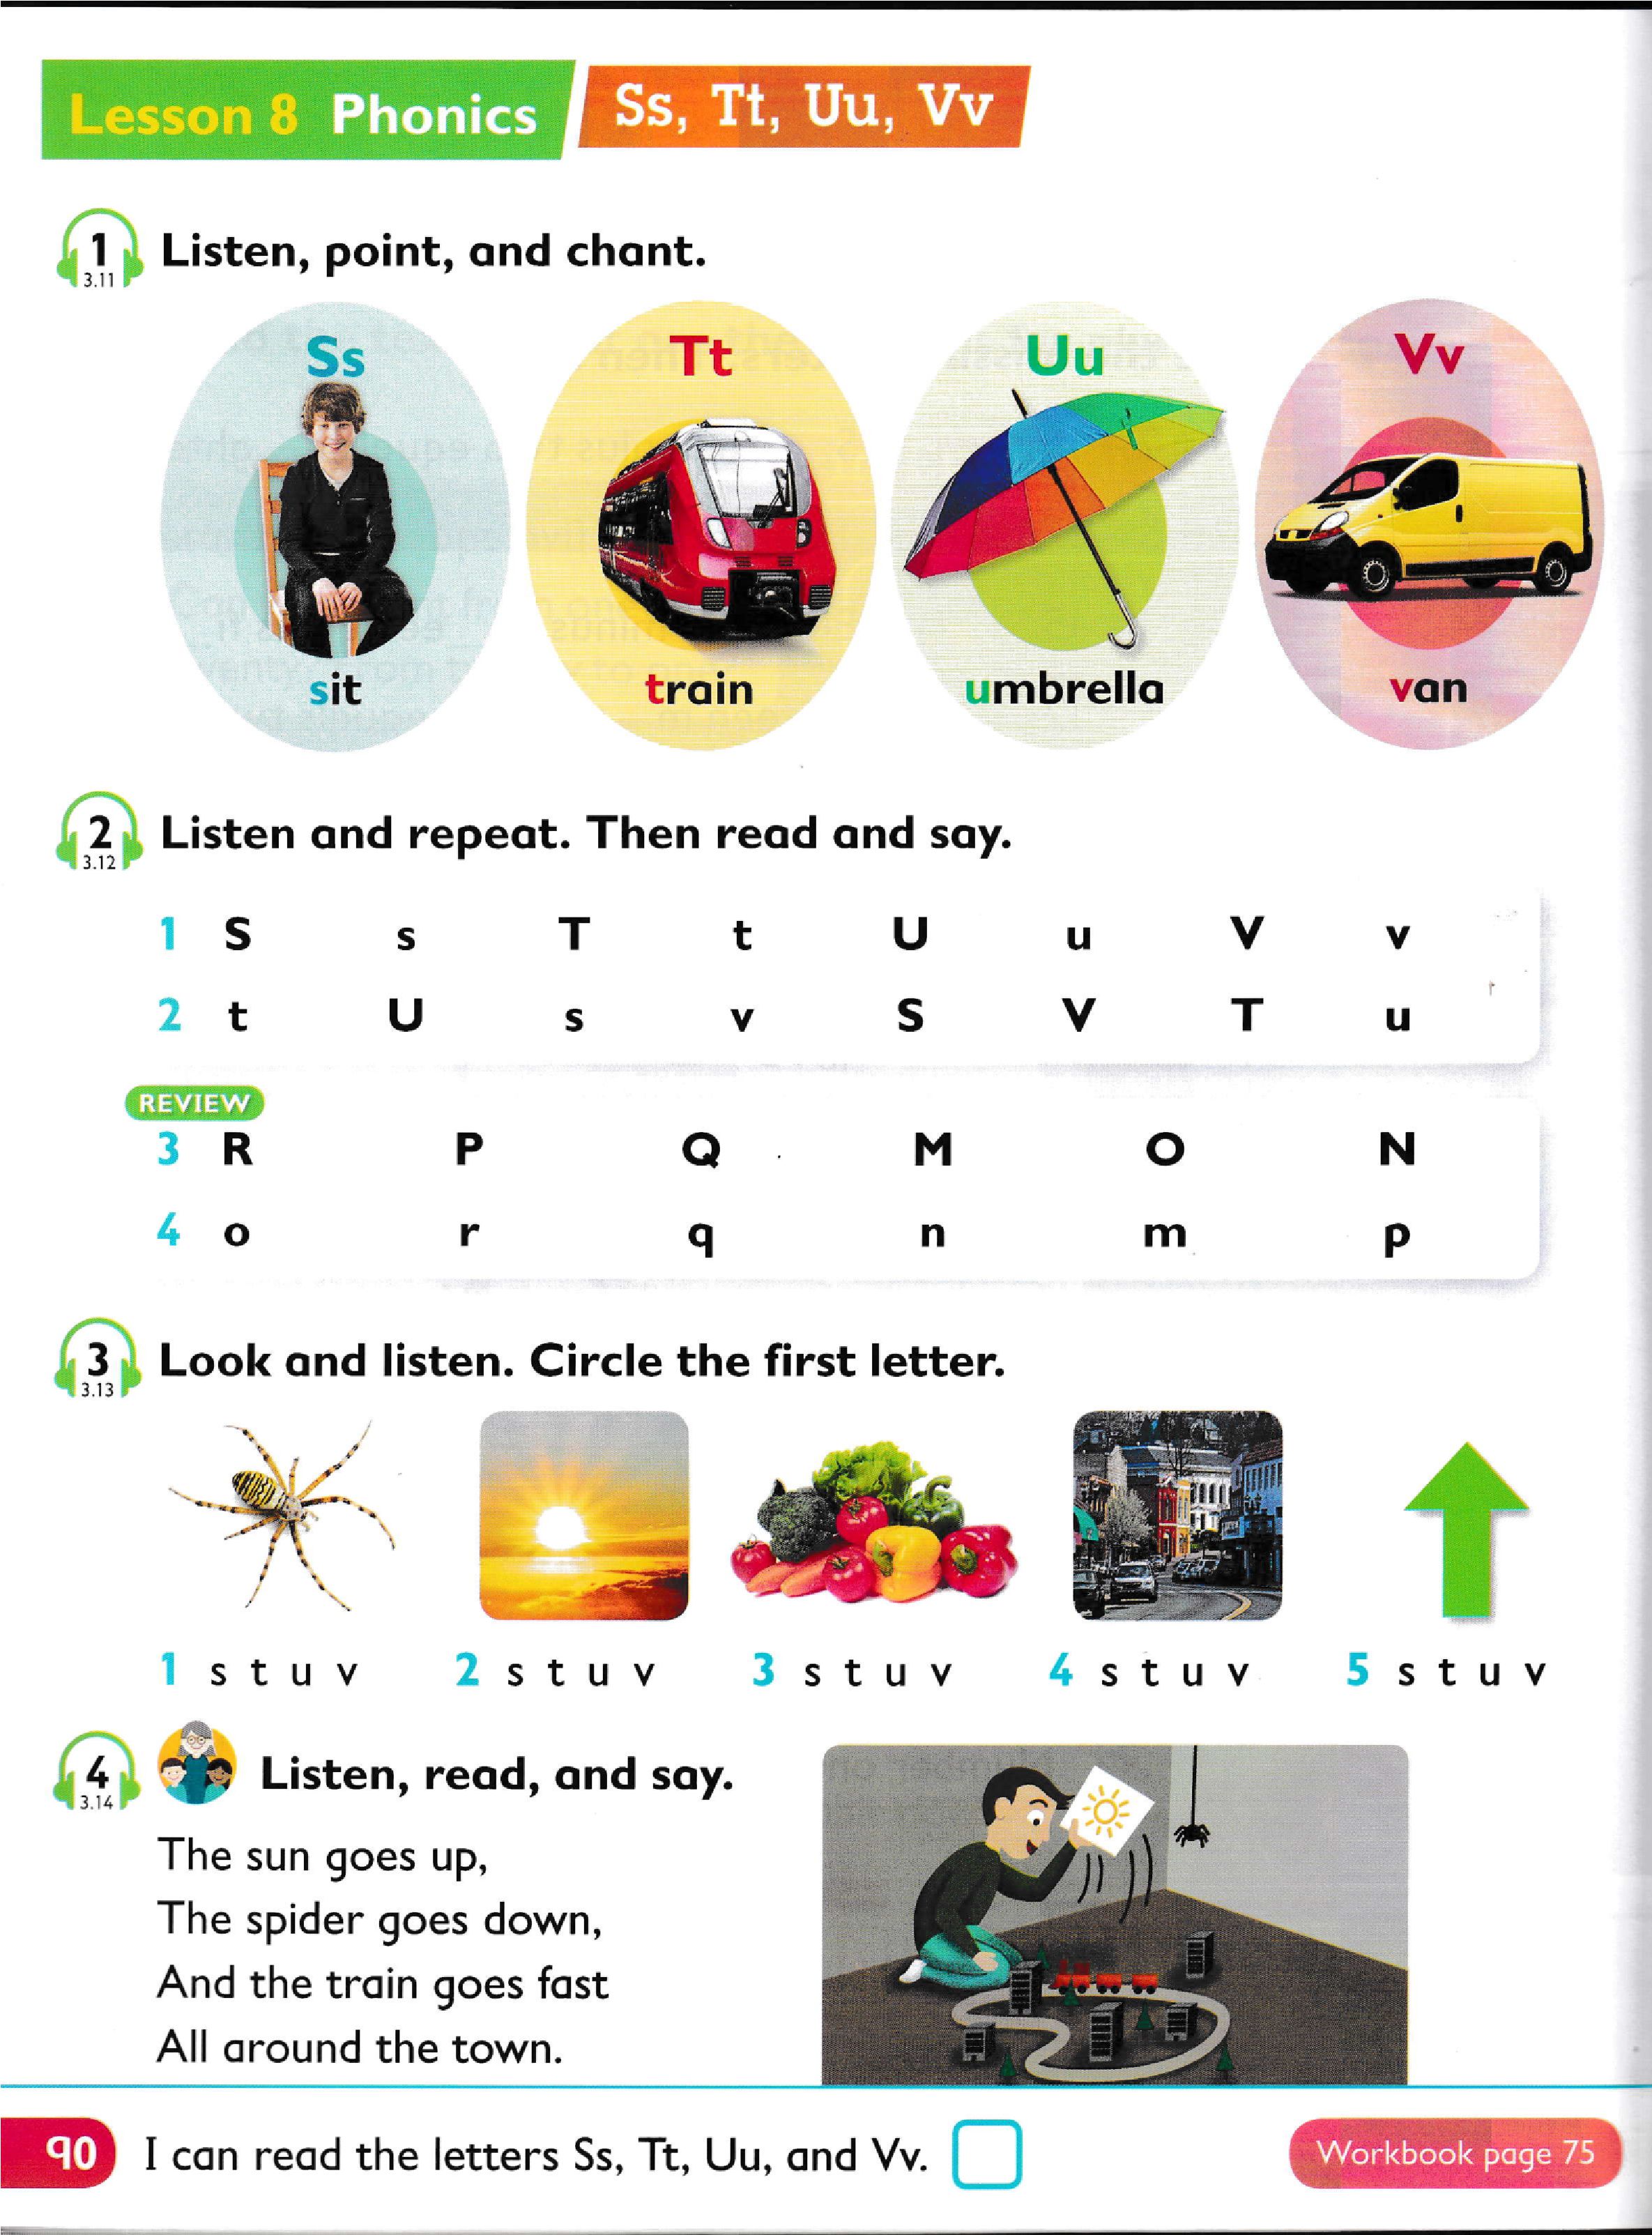 Lesson 8 Phonics Ss, Tt, Uu, Vv
1 Listen, point, and chant.
3.11
Ss Tt Uu Vv
sit train umbrella van
2 Listen and repeat. Then read and say.
3.12
1 S s T t U u V v
2 t U s v S V T u
REVIEW
3 R P Q M O N
4 o r q n m p
3 Look and listen. Circle the first letter.
3.13
1 s t u v 2 s t u v 3 s t u v 4 s t u v 5 s t u v
4 Listen, read, and say.
3.14
The sun goes up,
The spider goes down,
And the train goes fast
All around the town.
90 I can read the letters Ss, Tt, Uu, and Vv. Workbook page 75